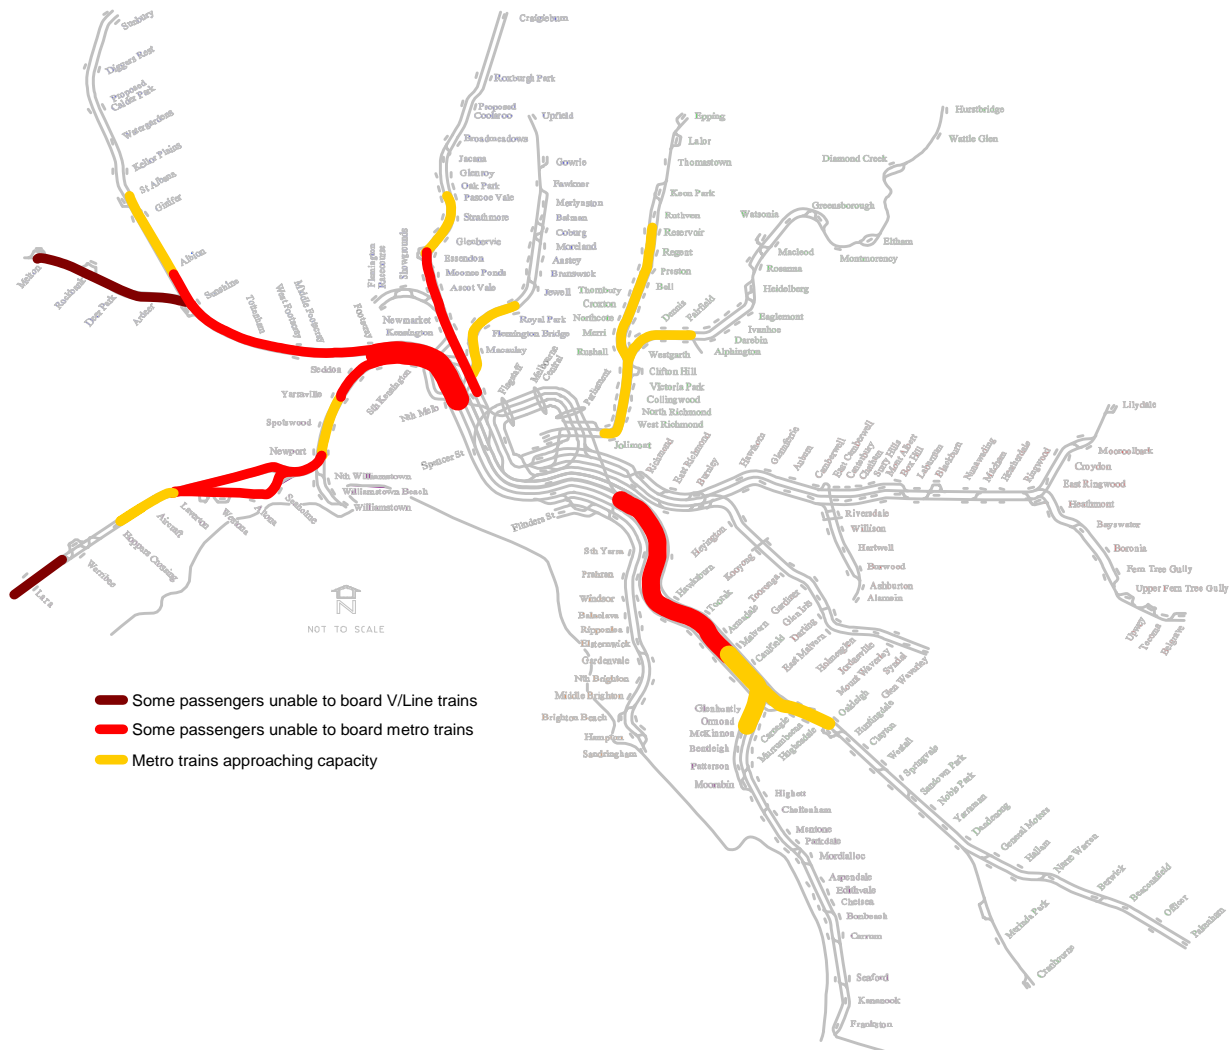 Sunbury
Diggers Rest
Proposed
Calder Park
Watergardens
Keilor Plains
St Albans
Ginifer
Albion
Sunshine
Melton
Rockbank
Deer Park
Ardeer
Tottenham
West Footscray
Middle Footscray
Footscray
Seddon
Yarraville
Spotswood
Newport
Sth Kensington
Nth Melb
Spencer St
Flinders St
Nth Williamstown
Williamstown Beach
Williamstown
Seaholme
Altona
Westona
Laverton
Aircraft
Hoppers Crossing
Werribee
Lara
Craigieburn
Roxburgh Park
Proposed
Coolaroo
Broadmeadows
Jacana
Glenroy
Oak Park
Pascoe Vale
Strathmore
Glenbervie
Essendon
Moonee Ponds
Ascot Vale
Newmarket
Kensington
Flemington
Racecourse
Showgrounds
Upfield
Gowrie
Fawkner
Merlynston
Batman
Coburg
Moreland
Anstey
Brunswick
Jewell
Royal Park
Flemington Bridge
Macaulay
Flagstaff
Melbourne
Central
Parliament
Jolimont
Epping
Lalor
Thomastown
Keon Park
Ruthven
Reservoir
Regent
Preston
Bell
Thornbury
Croxton
Northcote
Merri
Rushall
Hurstbridge
Wattle Glen
Diamond Creek
Greensborough
Eltham
Montmorency
Watsonia
Macleod
Rosanna
Heidelberg
Eaglemont
Ivanhoe
Darebin
Alphington
Fairfield
Dennis
Westgarth
Clifton Hill
Victoria Park
Collingwood
North Richmond
West Richmond
Richmond
East Richmond
Burnley
Hawthorn
Glenferrie
Auburn
Camberwell
East Camberwell
Canterbury
Chatham
Surry Hills
Mont Albert
Box Hill
Laburnum
Blackburn
Nunawading
Mitcham
Heatherdale
Ringwood
Lilydale
Mooroolbark
Croydon
East Ringwood
Heathmont
Bayswater
Boronia
Fern Tree Gully
Upper Fern Tree Gully
Upwey
Tecoma
Belgrave
Riversdale
Willison
Hartwell
Burwood
Ashburton
Alamein
Heyington
Kooyong
Tooronga
Gardiner
Glen Iris
Darling
East Malvern
Holmesglen
Jordanville
Mount Waverley
Syndal
Glen Waverley
Sth Yarra
Prahran
Windsor
Balaclava
Ripponlea
Elsternwick
Gardenvale
Nth Brighton
Middle Brighton
Brighton Beach
Hampton
Sandringham
Hawksburn
Toorak
Armadale
Malvern
Caulfield
Glenhuntly
Ormond
McKinnon
Bentleigh
Patterson
Moorabbin
Highett
Cheltenham
Mentone
Parkdale
Mordialloc
Aspendale
Edithvale
Chelsea
Bonbeach
Carrum
Seaford
Kananook
Frankston
Carnegie
Murrumbeena
Hughesdale
Oakleigh
Huntingdale
Clayton
Westall
Springvale
Sandown Park
Noble Park
Yarraman
Dandenong
General Motors
Hallam
Narre Warren
Berwick
Beaconsfield
Officer
Pakenham
Merinda Park
Cranbourne
NOT TO SCALE
Some passengers unable to board V/Line trains
Some passengers unable to board metro trains
Metro trains approaching capacity